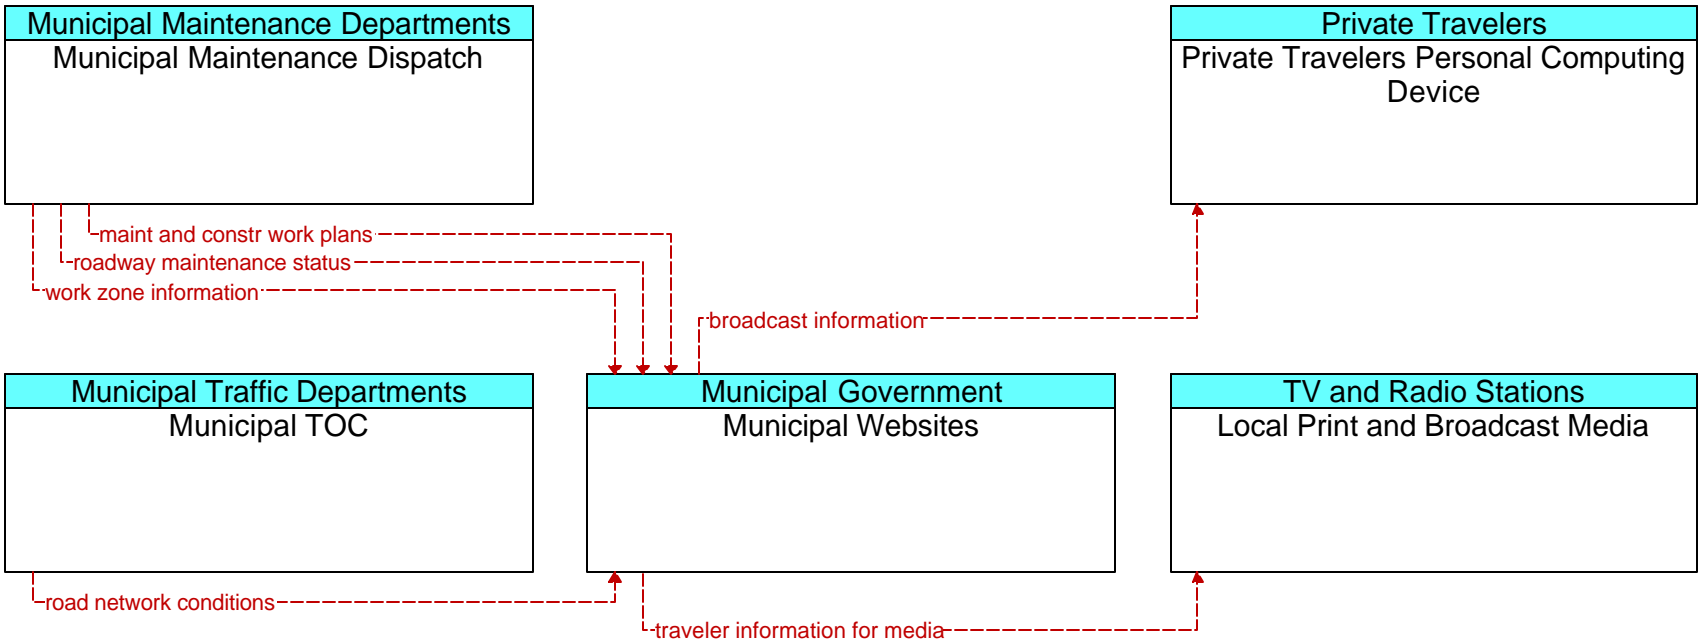 Municipal Maintenance Departments
Municipal Maintenance Dispatch
Private Travelers
Private Travelers Personal Computing
Device
maint and constr work plans
roadway maintenance status
work zone information
broadcast information
Municipal Traffic Departments
Municipal TOC
Municipal Government
Municipal Websites
TV and Radio Stations
Local Print and Broadcast Media
road network conditions
traveler information for media